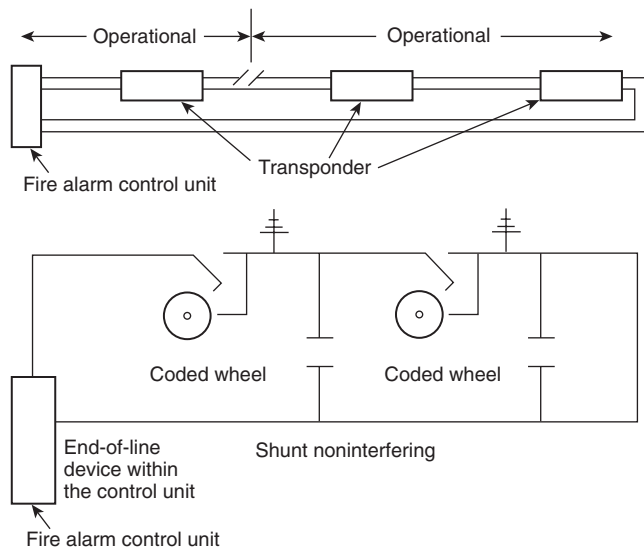 Operational
Operational
Transponder
Fire alarm control unit
Coded wheel
Coded wheel
End-of-line
device within
the control unit
Shunt noninterfering
Fire alarm control unit